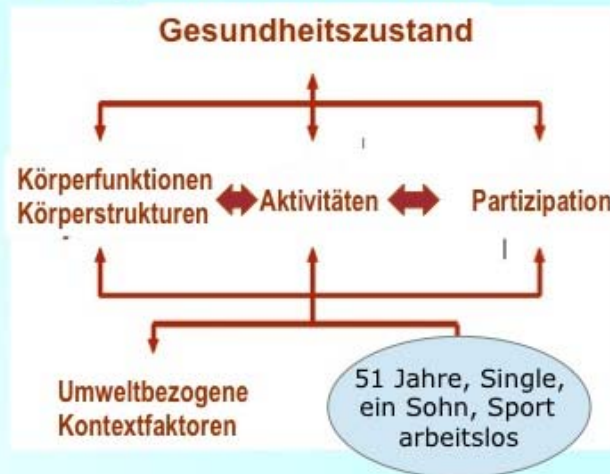 Gesundheitszustand
Körperfunktionen
Körperstrukturen
Aktivitäten
Partizipation
Umweltbezogene
Kontextfaktoren
51 Jahre, Single,
ein Sohn, Sport
arbeitslos